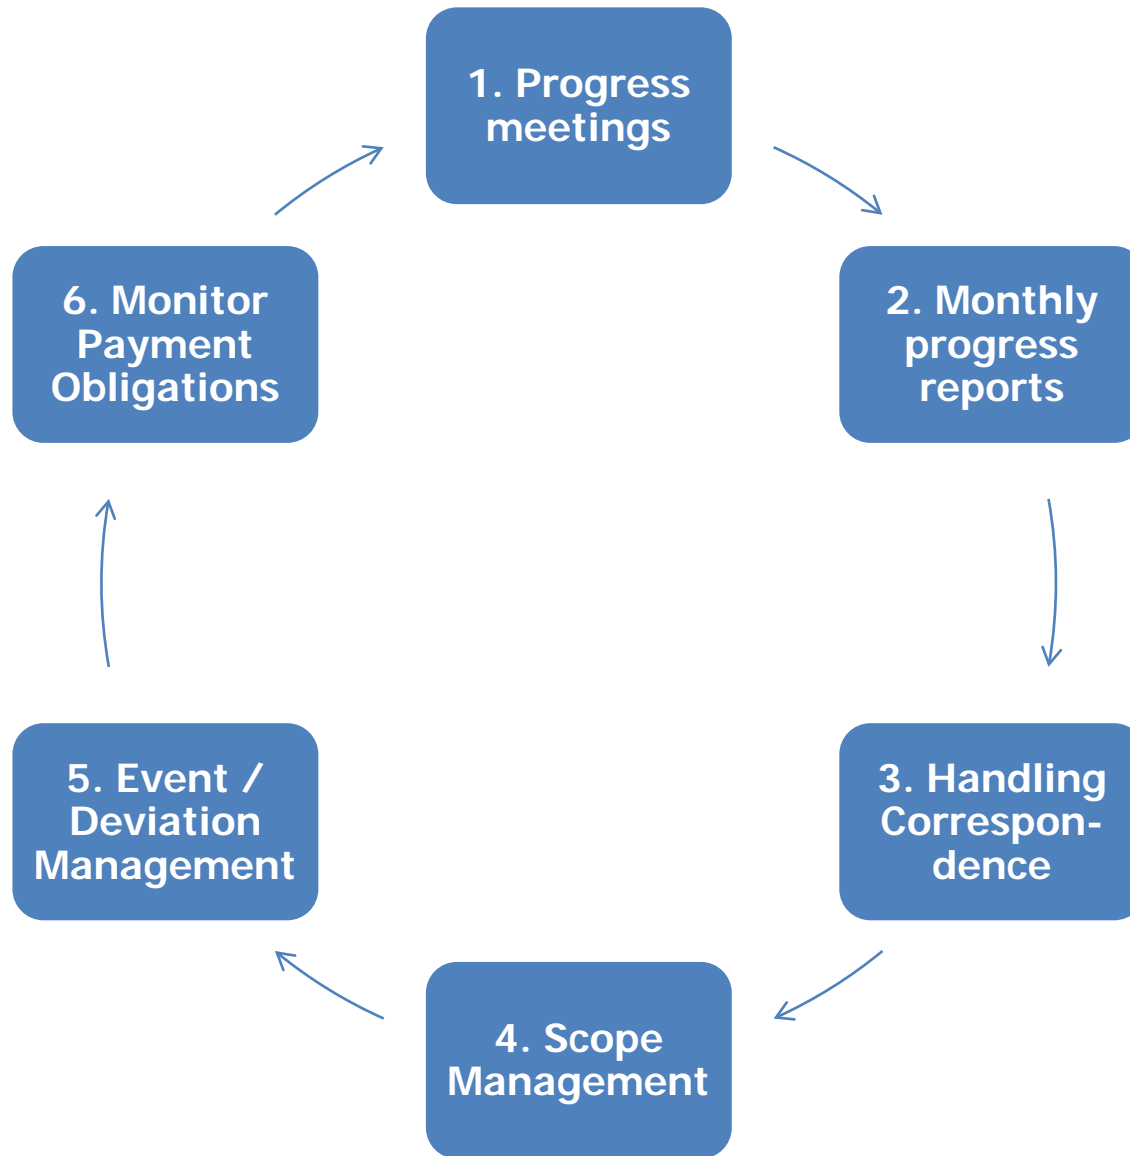 1. Progress
meetings
2. Monthly
progress
reports
3. Handling
Correspon-
dence
4. Scope
Management
5. Event /
Deviation
Management
6. Monitor
Payment
Obligations